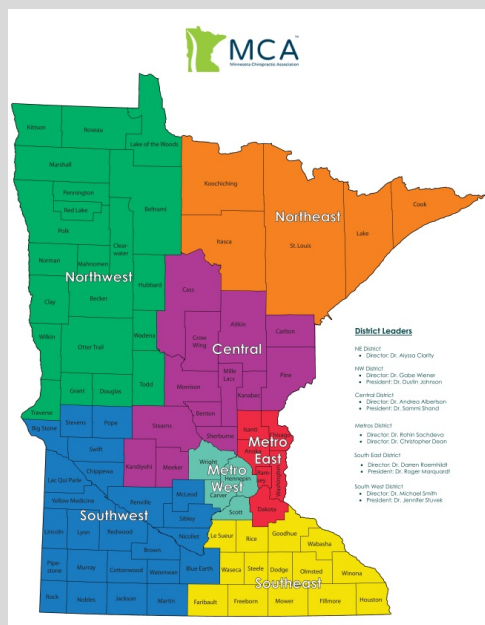 MCA
Minnesota Chiropractic Association
Kittson
Roseau
Lake of the Woods
Marshall
Koochiching
Cook
Pennington
Beltrami
Northeast
Red Lake
Lake
Polk
Itasca
St. Louis
Clear-
water
Norman
Mahnomen
Northwest
Hubbard
Cass
Clay
Becker
Aitkin
Carlton
Wilkin
Wadena
Crow
Wing
Otter Trail
Central
Mille
Lacs
Pine
Grant
Douglas
Todd
Morrison
Kanabec
Traverse
Benton
Big Stone
Stevens
Pope
Stearns
Sherburne
Isanti
Metro
East
Swift
Wright
Kandiyohi
Meeker
Metro
West
Hennepin
Chippewa
Lac Qui Parle
Renville
McLeod
Carver
Yellow Medicine
Scott
Dakota
Southwest
Sibley
Lincoln
Lyon
Redwood
Nicollet
Le Sueur
Rice
Goodhue
Wabasha
Brown
Pipe-
stone
Murray
Cottonwood
Watonwan
Blue Earth
Waseca
Steele
Dodge
Olmsted
Winona
Southeast
Rock
Nobles
Jackson
Martin
Faribault
Freeborn
Mower
Fillmore
Houston
District Leaders
NE District
• Director: Dr. Alyssa Clarity
NW District
• Director: Dr. Gabe Wiener
• President: Dr. Dustin Johnson
Central District
• Director: Dr. Andrea Albertson
• President: Dr. Sammi Shand
Metros District
• Director: Dr. Rohin Sachdeva
• Director: Dr. Christopher Dean
South East District
• Director: Dr. Darren Roemhildt
• President: Dr. Roger Marquardt
South West District
• Director: Dr. Michael Smith
• President: Dr. Jennifer Stuvek